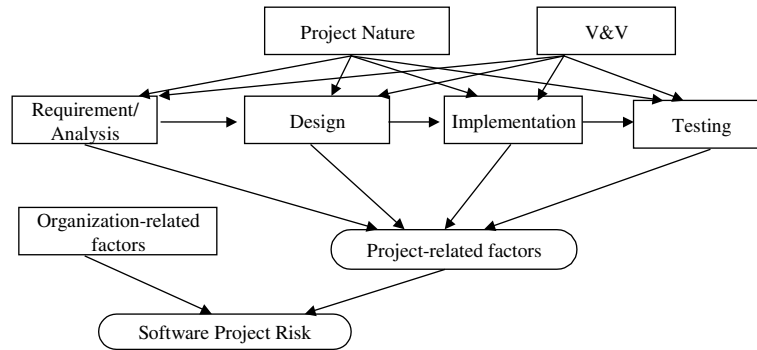 Project Nature
V&V
Requirement/
Analysis
Design
Implementation
Testing
Organization-related
factors
Project-related factors
Software Project Risk